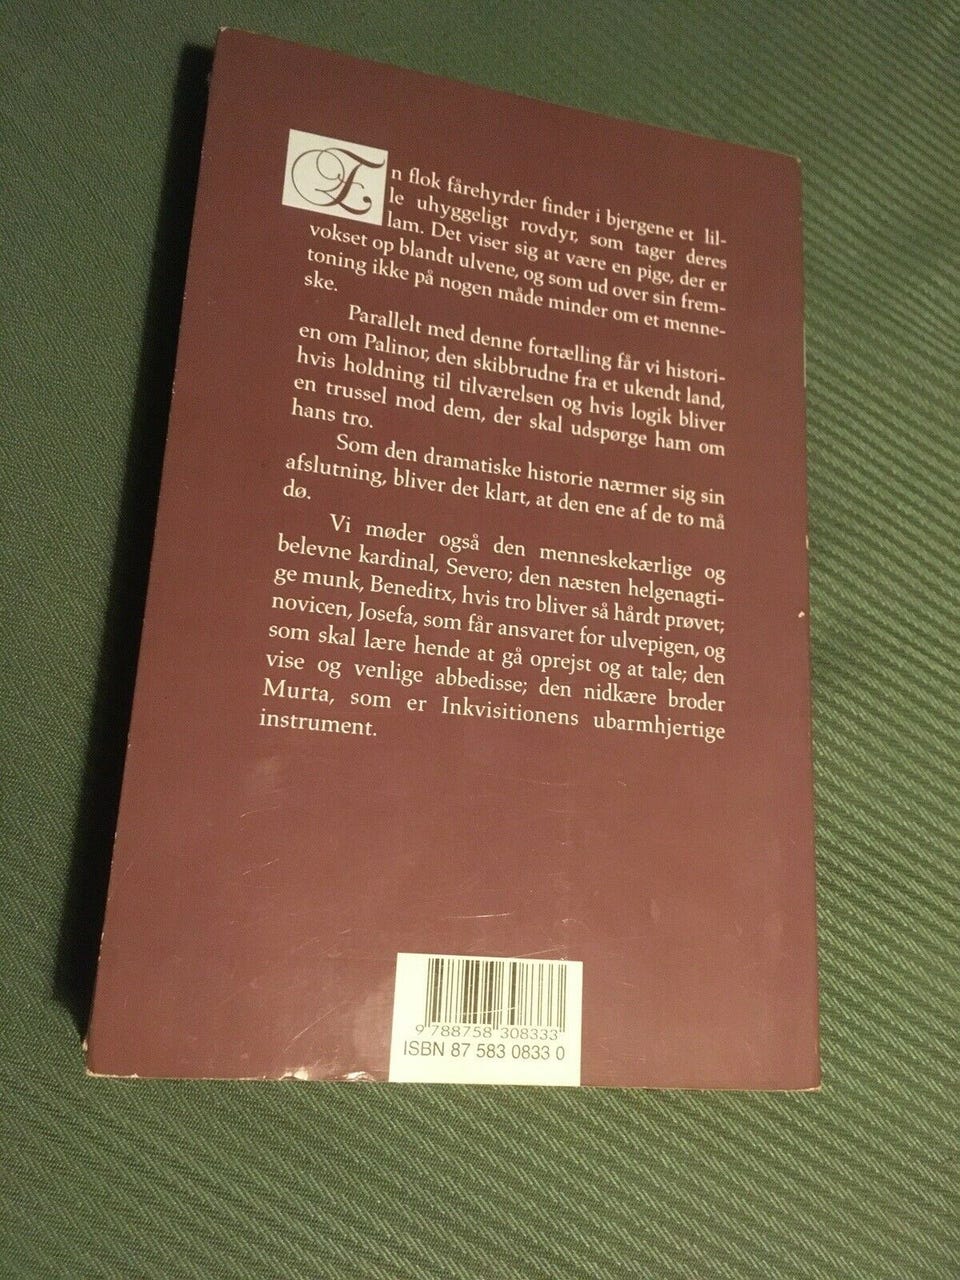 En flok fårehyrder finder i bjergene et lil-
le uhyggeligt rovdyr, som tager deres
lam. Det viser sig at være en pige, der er
vokset op blandt ulvene, og som ud over sin frem-
toning ikke på nogen måde minder om et menne-
ske.
Parallelt med denne fortælling får vi histori-
en om Palinor, den skibbrudne fra et ukendt land,
hvis holdning til tilværelsen og hvis logik bliver
en trussel mod dem, der skal udspørge ham om
hans tro.
Som den dramatiske historie nærmer sig sin
afslutning, bliver det klart, at den ene af de to må
dø.
Vi møder også den menneskekærlige og
belevne kardinal, Severo; den næsten helgenagti-
ge munk, Beneditx, hvis tro bliver så hårdt prøvet;
novicen, Josefa, som får ansvaret for ulvepigen, og
som skal lære hende at gå oprejst og at tale; den
vise og venlige abbedisse; den nidkære broder
Murta, som er Inkvisitionens ubarmhjertige
instrument.
9 788758 308333
ISBN 87 583 0833 0